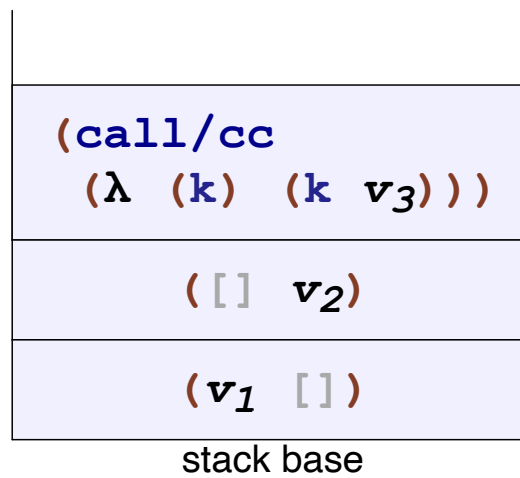 (call/cc
(λ (k) (k v3)))
([] v2)
(v1 [])
stack base